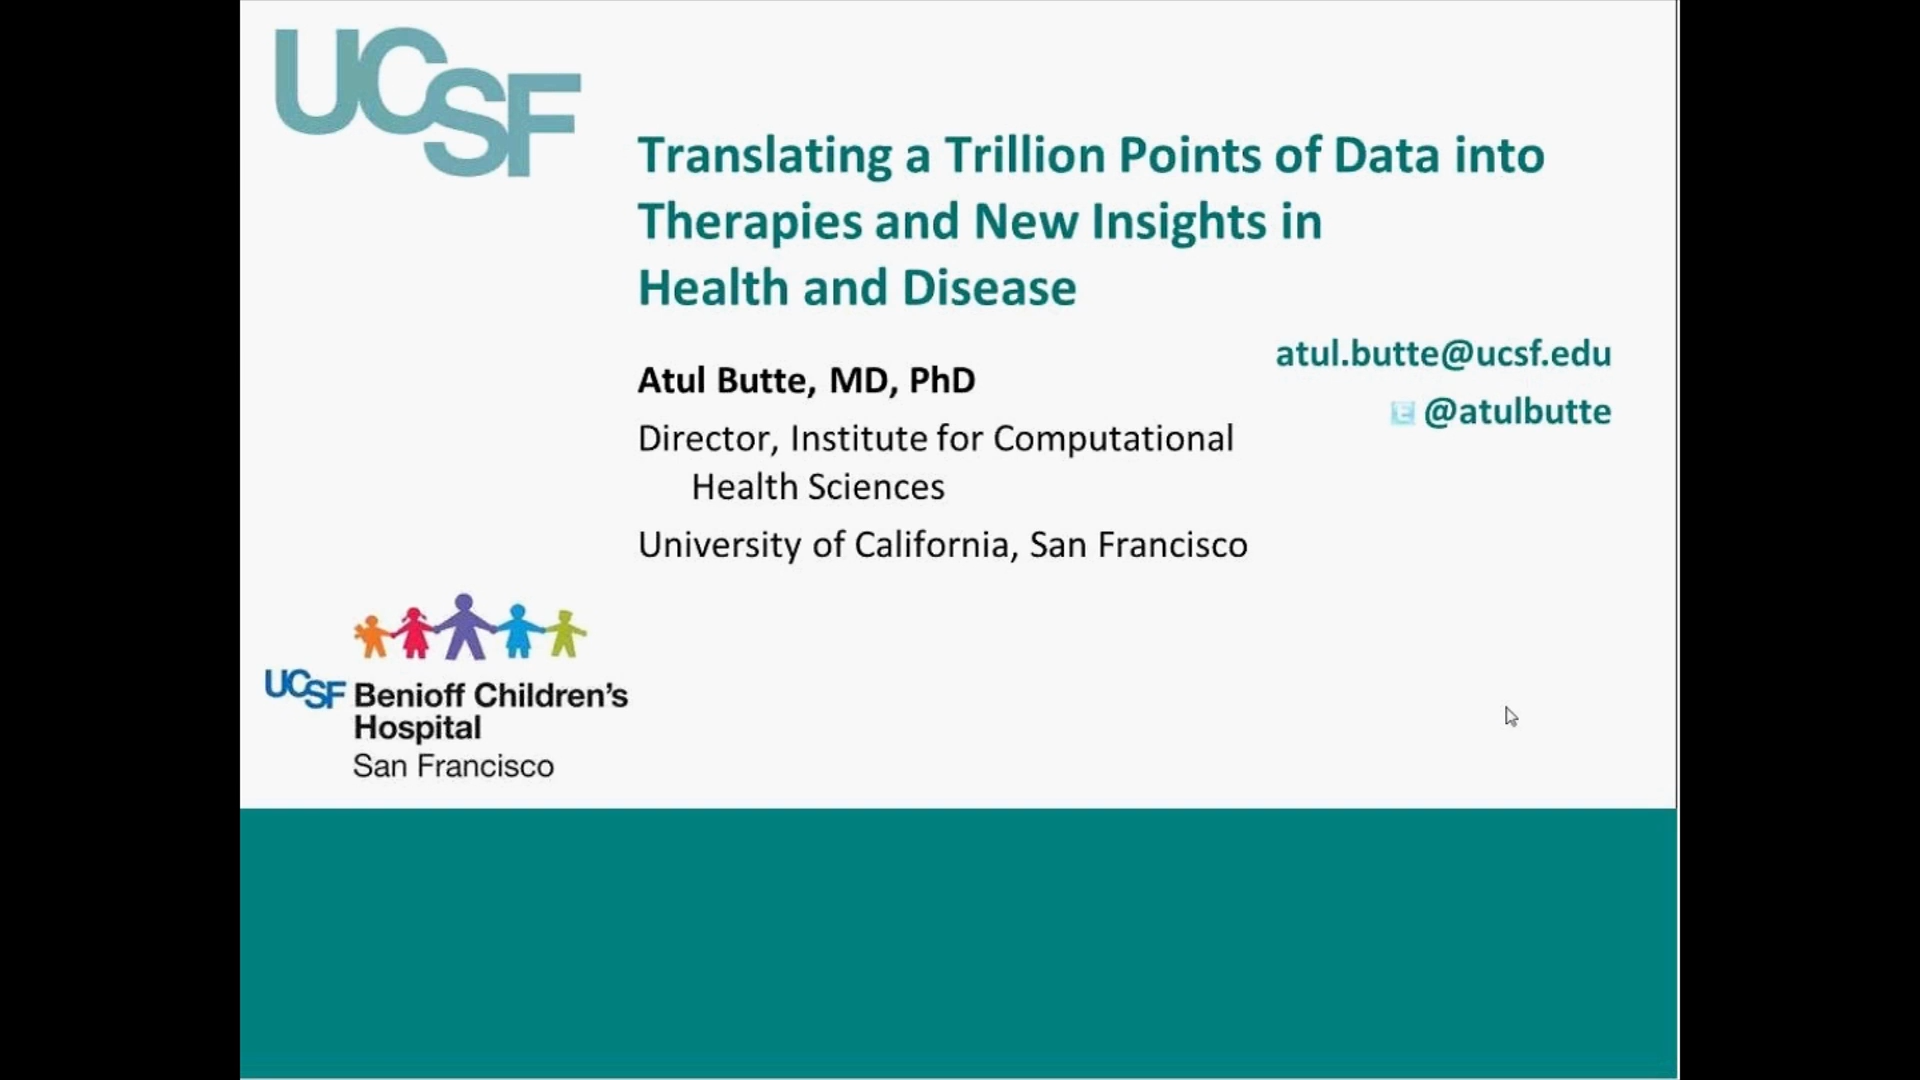 UCSF
Translating a Trillion Points of Data into
Therapies and New Insights in
Health and Disease
atul.butte@ucsf.edu
Atul Butte, MD, PhD
@atulbutte
Director, Institute for Computational
Health Sciences
University of California, San Francisco
UCSF Benioff Children's
Hospital
San Francisco